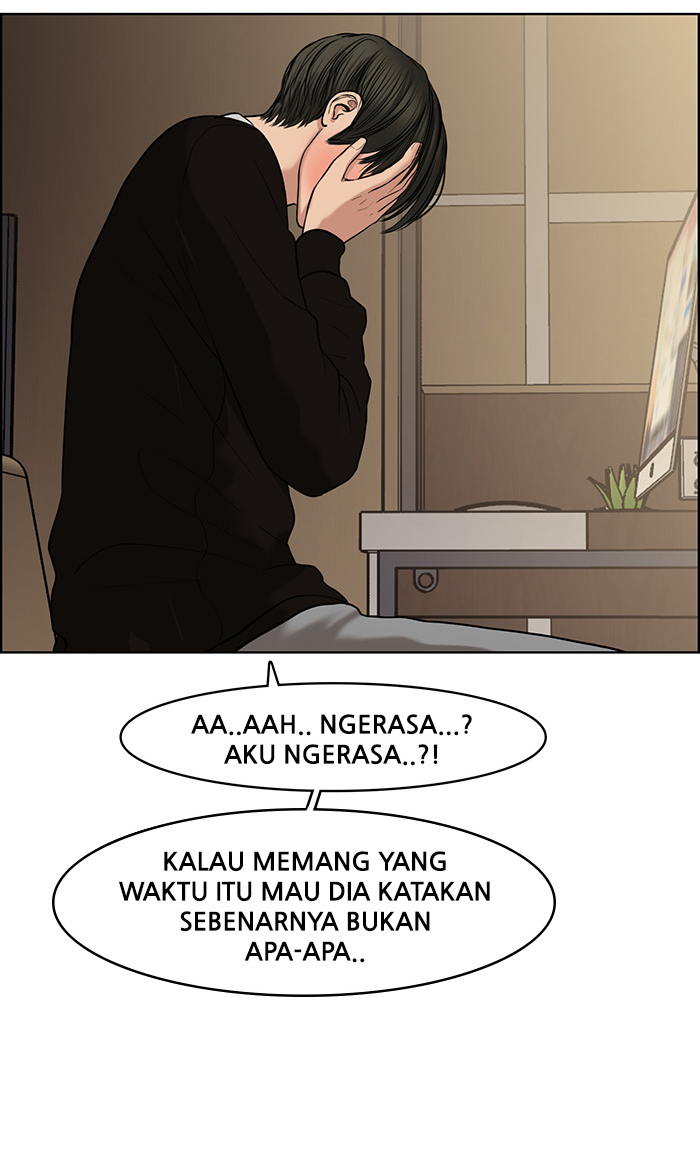 AA..AAH.. NGERASA...?
AKU NGERASA..?!
KALAU MEMANG YANG
WAKTU ITU MAU DIA KATAKAN
SEBENARNYA BUKAN
APA-APA..